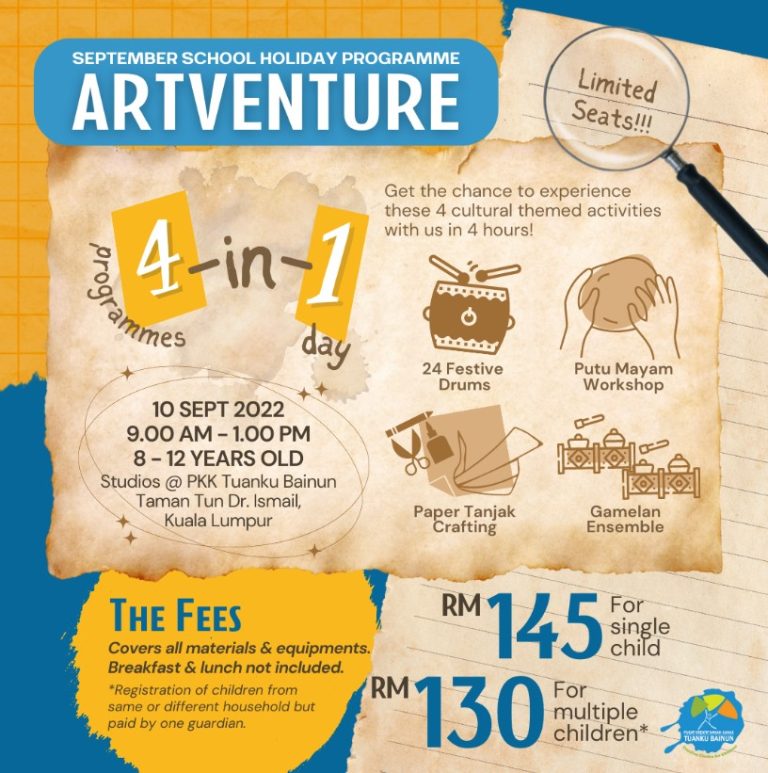 SEPTEMBER SCHOOL HOLIDAY PROGRAMME
ARTVENTURE
Limited
Seats!!!
4-in-1
programmes
day
Get the chance to experience
these 4 cultural themed activities
with us in 4 hours!
24 Festive
Drums
Putu Mayam
Workshop
10 SEPT 2022
9.00 AM - 1.00 PM
8 - 12 YEARS OLD
Studios @ PKK Tuanku Bainun
Taman Tun Dr. Ismail,
Kuala Lumpur
Paper Tanjak
Crafting
Gamelan
Ensemble
THE FEES
Covers all materials & equipments.
Breakfast & lunch not included.
*Registration of children from
same or different household but
paid by one guardian.
RM 145 For
single
child
RM 130 For
multiple
children*
TUANKU BAINUN